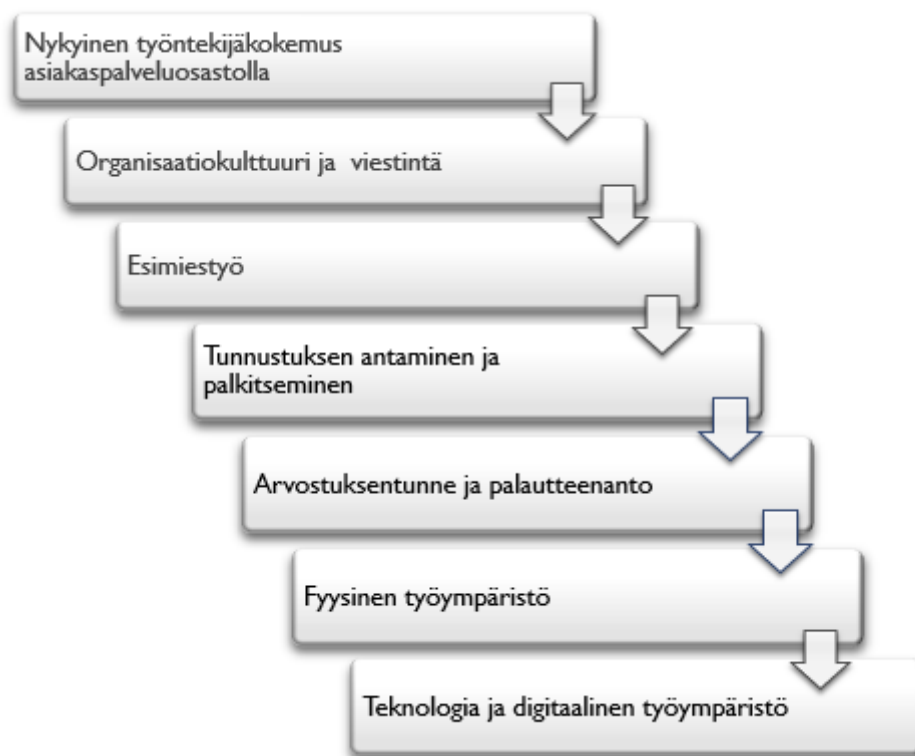 Nykyinen työntekijäkokemus
asiakaspalveluosastolla
Organisaatiokulttuuri ja  viestintä
Esimiestyö
Tunnustuksen antaminen ja
palkitseminen
Arvostuksentunne ja palautteenanto
Fyysinen työympäristö
Teknologia ja digitaalinen työympäristö